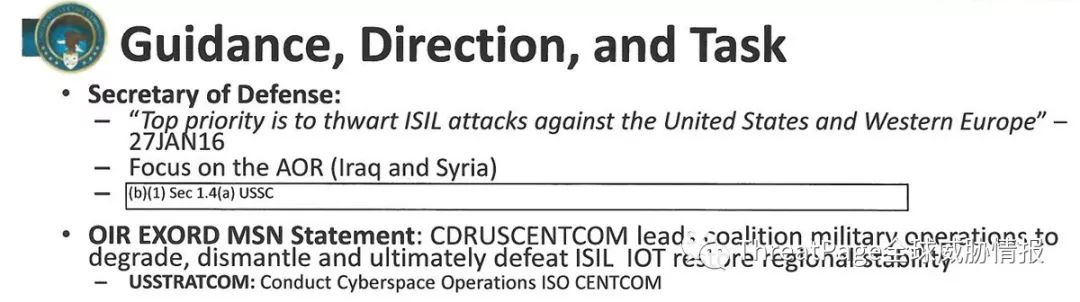 Guidance, Direction, and Task
• Secretary of Defense:
– “Top priority is to thwart ISIL attacks against the United States and Western Europe” –
27JAN16
– Focus on the AOR (Iraq and Syria)
– (b)(1) Sec 1.4(a) USSC
• OIR EXORD MSN Statement: CDRUSCENTCOM leads coalition military operations to
degrade, dismantle and ultimately defeat ISIL IOT restore regional stability
– USSTRATCOM: Conduct Cyberspace Operations ISO CENTCOM
ThreatPage全球威胁情报